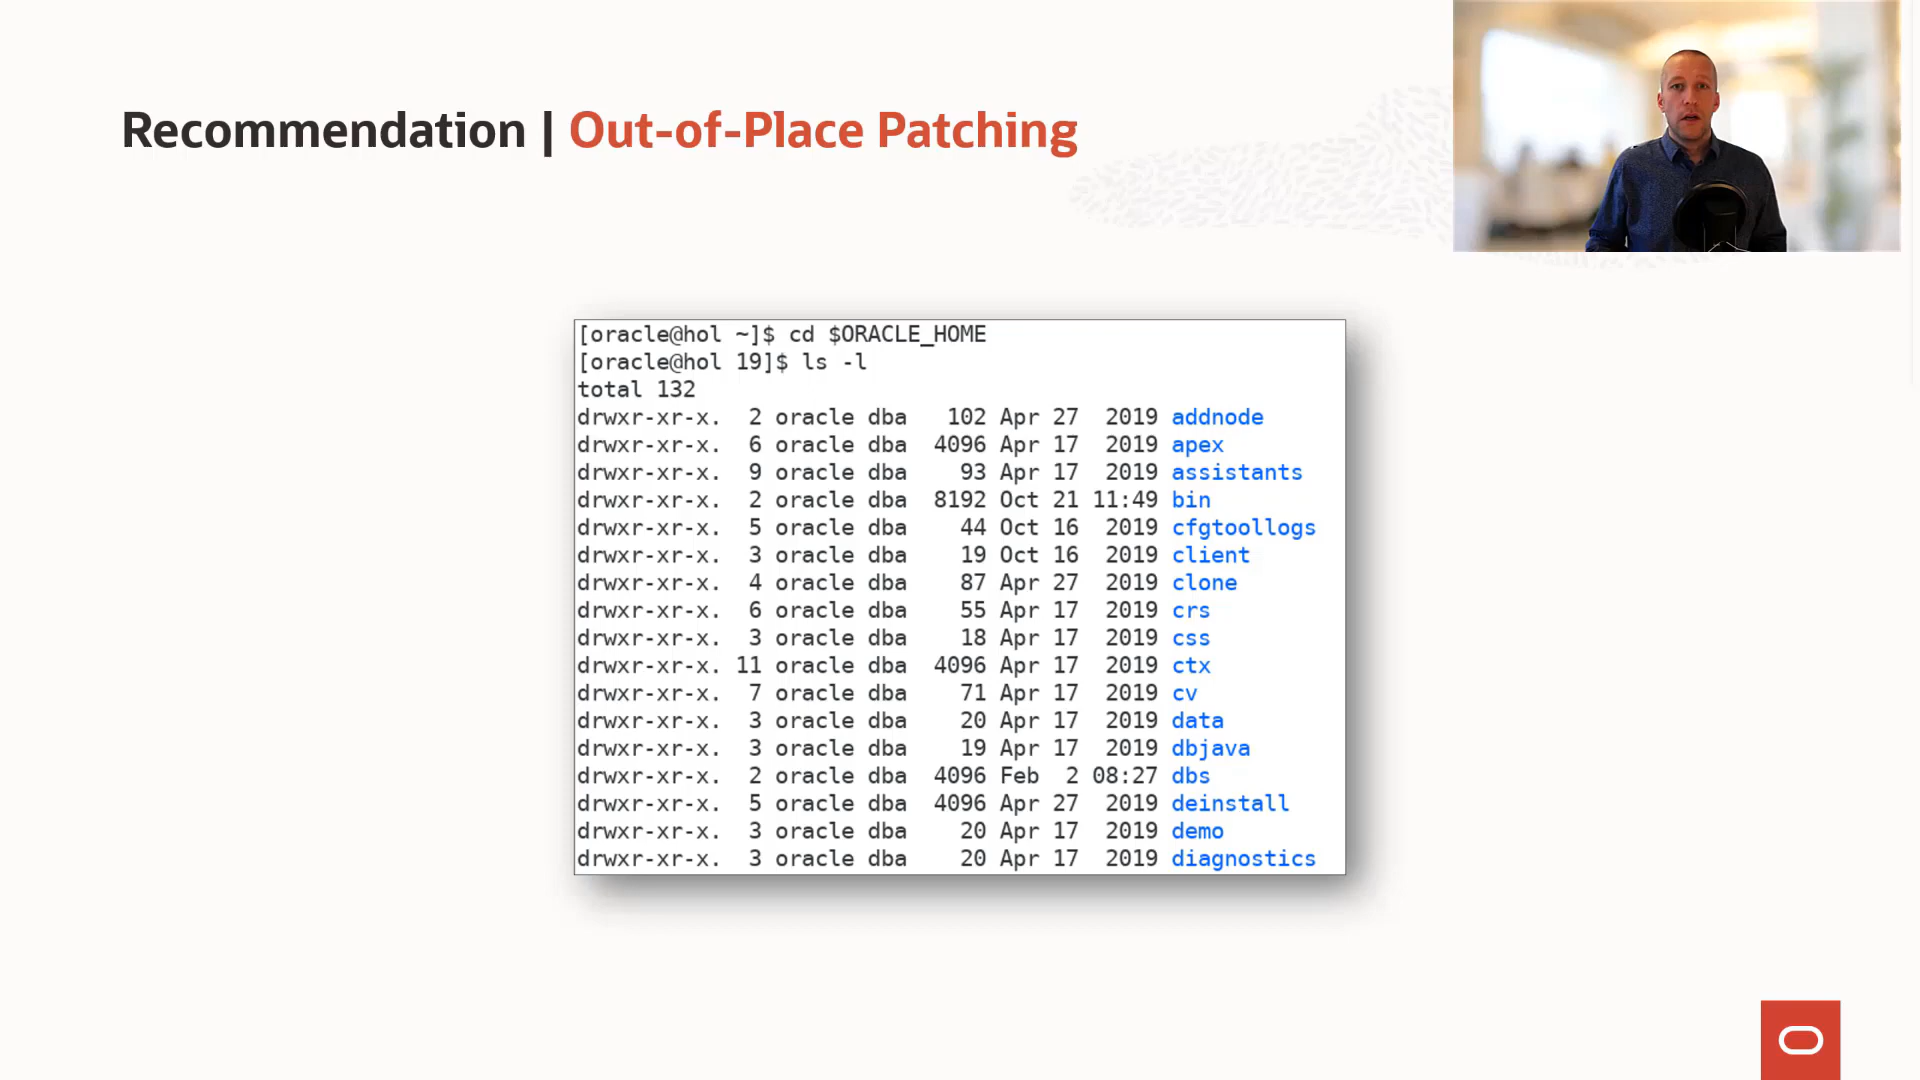 Recommendation | Out-of-Place Patching
[oracle@hol ~]$ cd $ORACLE_HOME
[oracle@hol 19]$ ls -l
total 132
drwxr-xr-x.  2 oracle dba   102 Apr 27  2019 addnode
drwxr-xr-x.  6 oracle dba  4096 Apr 17  2019 apex
drwxr-xr-x.  9 oracle dba    93 Apr 17  2019 assistants
drwxr-xr-x.  2 oracle dba  8192 Oct 21 11:49 bin
drwxr-xr-x.  5 oracle dba    44 Oct 16  2019 cfgtoollogs
drwxr-xr-x.  3 oracle dba    19 Oct 16  2019 client
drwxr-xr-x.  4 oracle dba    87 Apr 27  2019 clone
drwxr-xr-x.  6 oracle dba    55 Apr 17  2019 crs
drwxr-xr-x.  3 oracle dba    18 Apr 17  2019 css
drwxr-xr-x. 11 oracle dba  4096 Apr 17  2019 ctx
drwxr-xr-x.  7 oracle dba    71 Apr 17  2019 cv
drwxr-xr-x.  3 oracle dba    20 Apr 17  2019 data
drwxr-xr-x.  3 oracle dba    19 Apr 17  2019 dbjava
drwxr-xr-x.  2 oracle dba  4096 Feb  2 08:27 dbs
drwxr-xr-x.  5 oracle dba  4096 Apr 27  2019 deinstall
drwxr-xr-x.  3 oracle dba    20 Apr 17  2019 demo
drwxr-xr-x.  3 oracle dba    20 Apr 17  2019 diagnostics